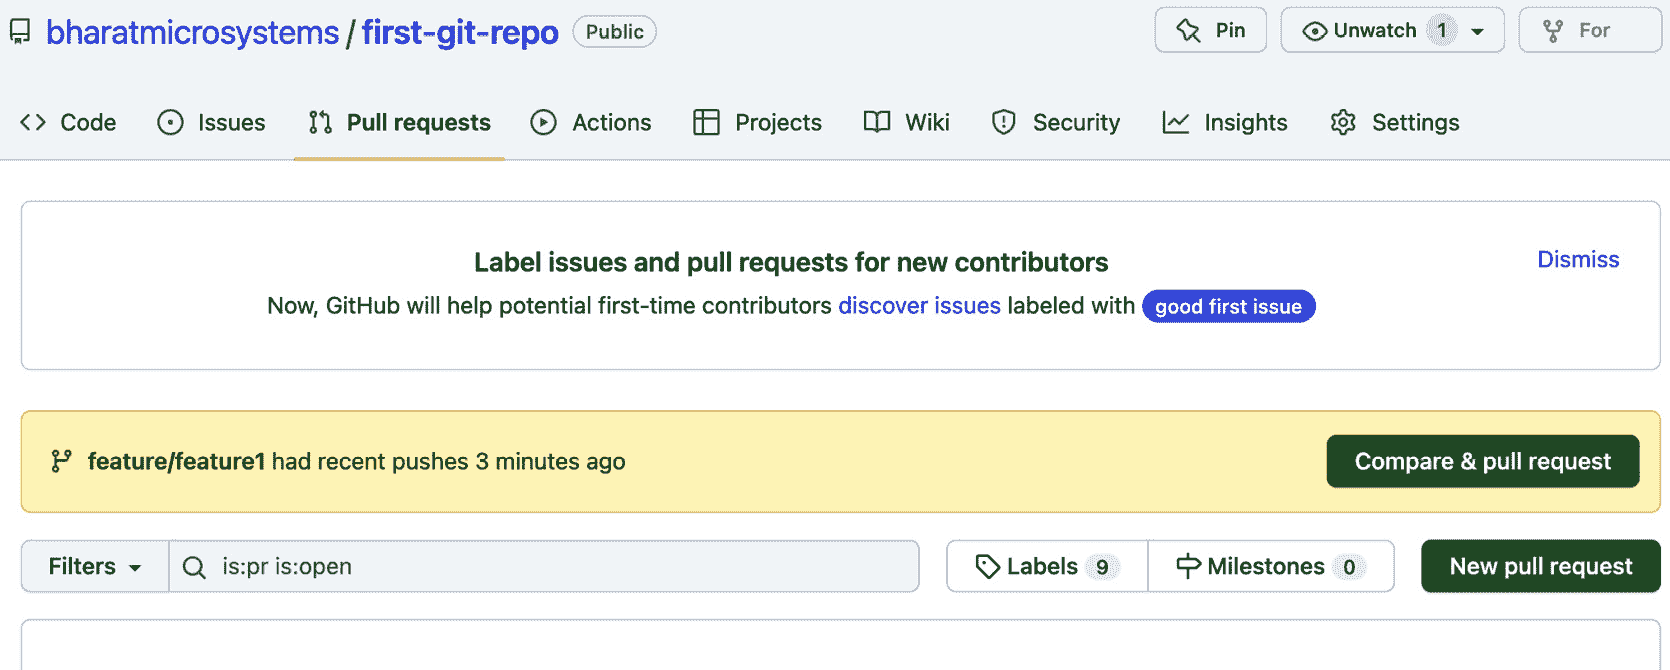 bharatmicrosystems / first-git-repo Public Pin Unwatch 1 For
Code Issues Pull requests Actions Projects Wiki Security Insights Settings
Label issues and pull requests for new contributors
Dismiss
Now, GitHub will help potential first-time contributors discover issues labeled with good first issue
feature/feature1 had recent pushes 3 minutes ago Compare & pull request
Filters is:pr is:open Labels 9 Milestones 0 New pull request